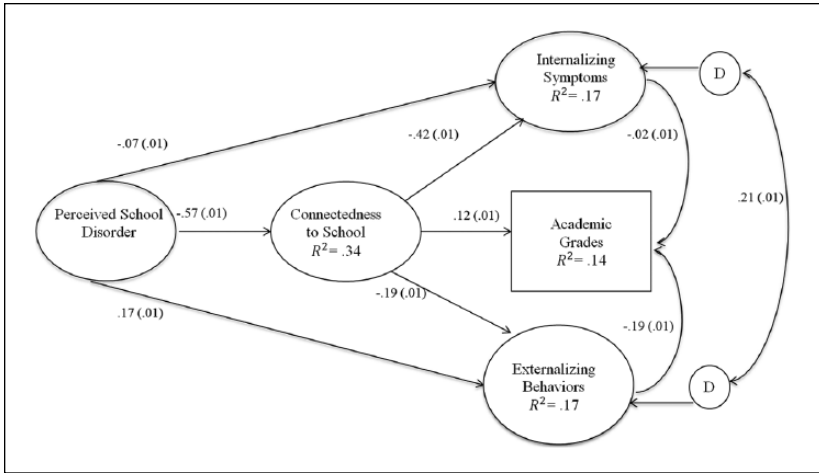 Internalizing
Symptoms
R² = .17
D
-.07 (.01)
-.42 (.01)
-.02 (.01)
.21 (.01)
Perceived School
Disorder
-.57 (.01)
Connectedness
to School
R² = .34
.12 (.01)
Academic
Grades
R² = .14
-.19 (.01)
.17 (.01)
-.19 (.01)
Externalizing
Behaviors
R² = .17
D